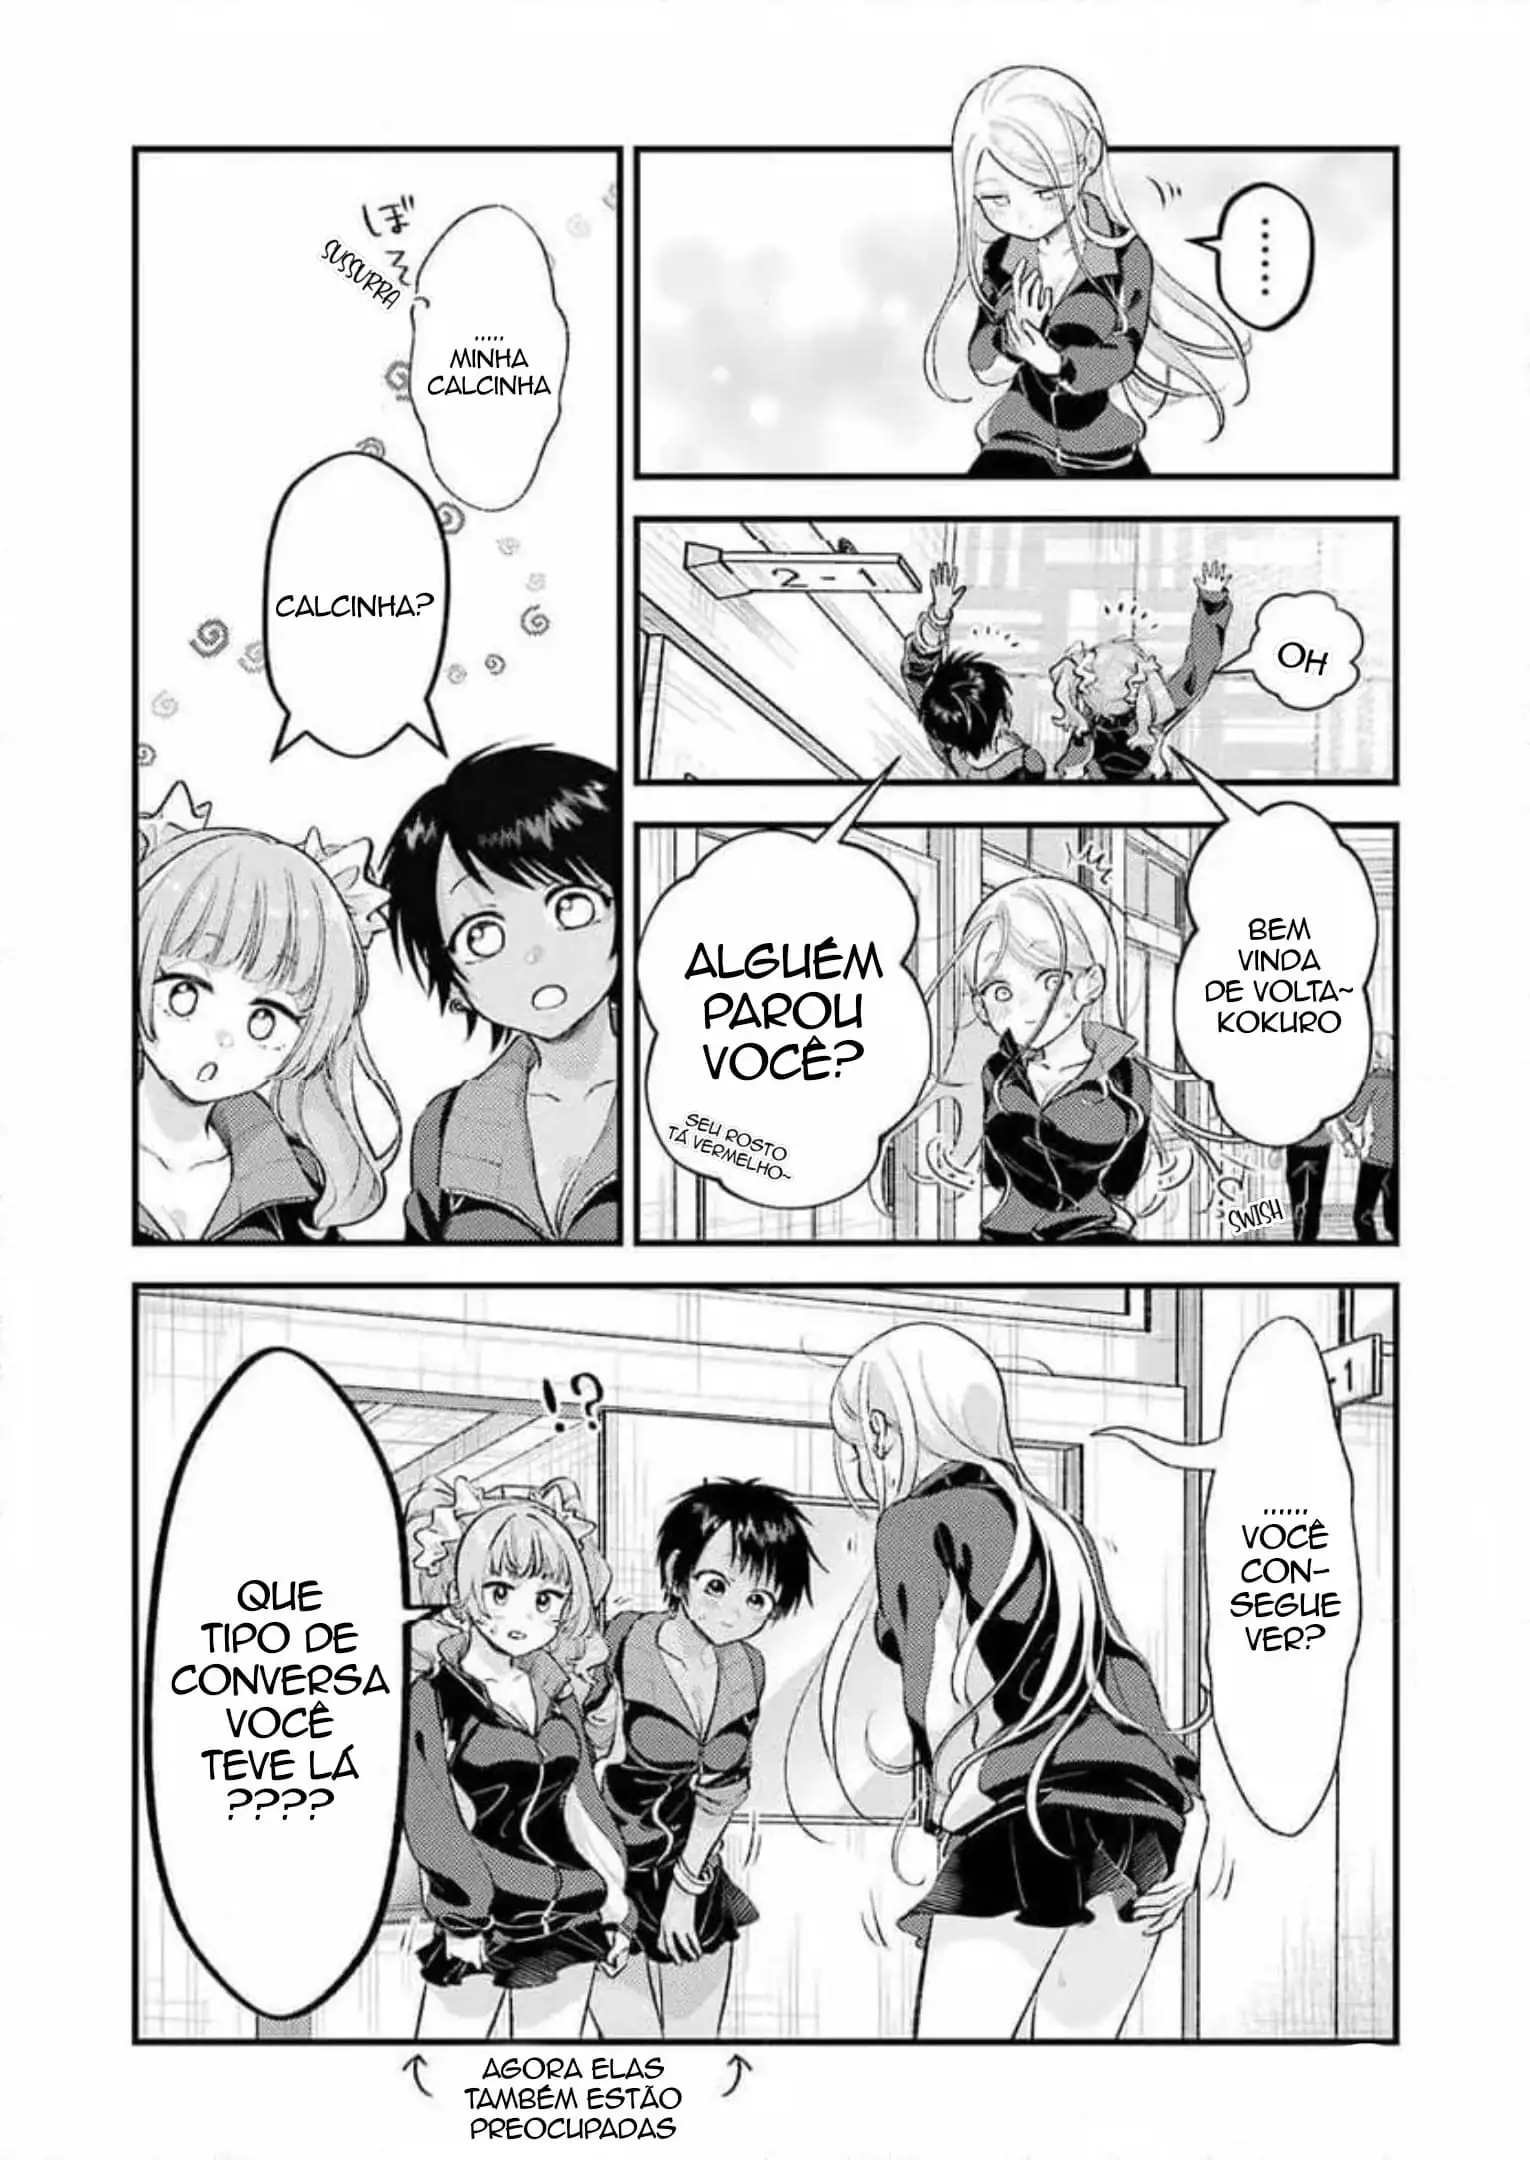 ......
2-1
OH
BEM
VINDA
DE VOLTA~
KOKURO
ALGUÉM
PAROU
VOCÊ?
SEU ROSTO
TÁ VERMELHO~
SWISH
.....
MINHA
CALCINHA
ぼ〜
SUSSURRA
CALCINHA?
-1
......
VOCÊ
CON-
SEGUE
VER?
!?
QUE
TIPO DE
CONVERSA
VOCÊ
TEVE LÁ
????
AGORA ELAS
TAMBÉM ESTÃO
PREOCUPADAS